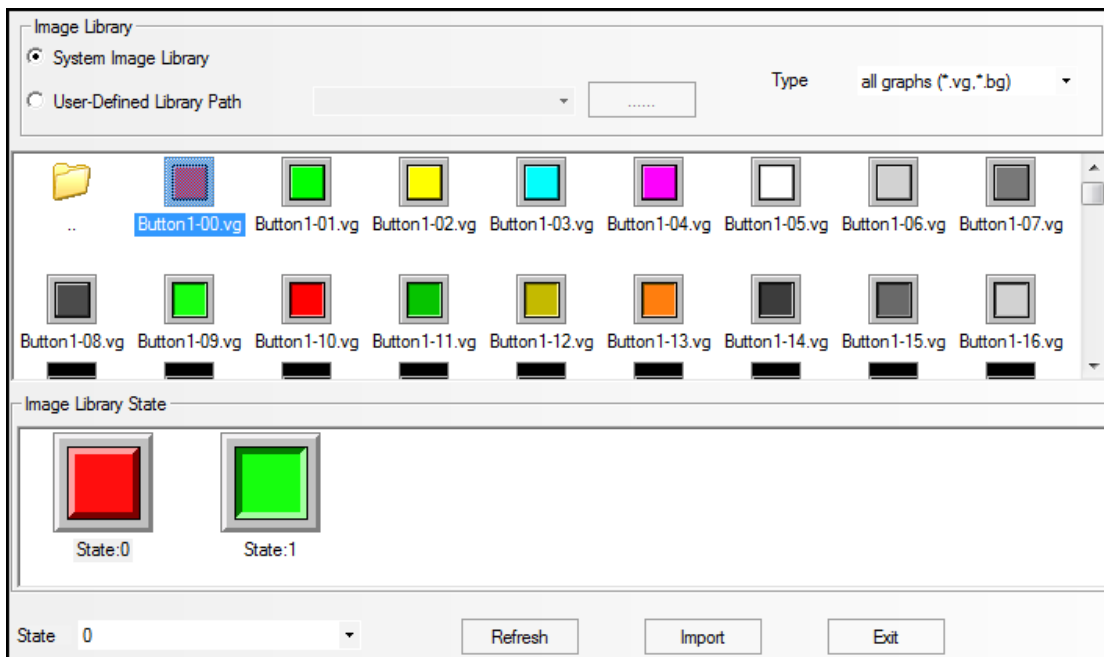 Image Library
System Image Library
User-Defined Library Path
......
Type
all graphs (*.vg,*.bg)
..
Button1-00.vg
Button1-01.vg
Button1-02.vg
Button1-03.vg
Button1-04.vg
Button1-05.vg
Button1-06.vg
Button1-07.vg
Button1-08.vg
Button1-09.vg
Button1-10.vg
Button1-11.vg
Button1-12.vg
Button1-13.vg
Button1-14.vg
Button1-15.vg
Button1-16.vg
Image Library State
State:0
State:1
State
0
Refresh
Import
Exit